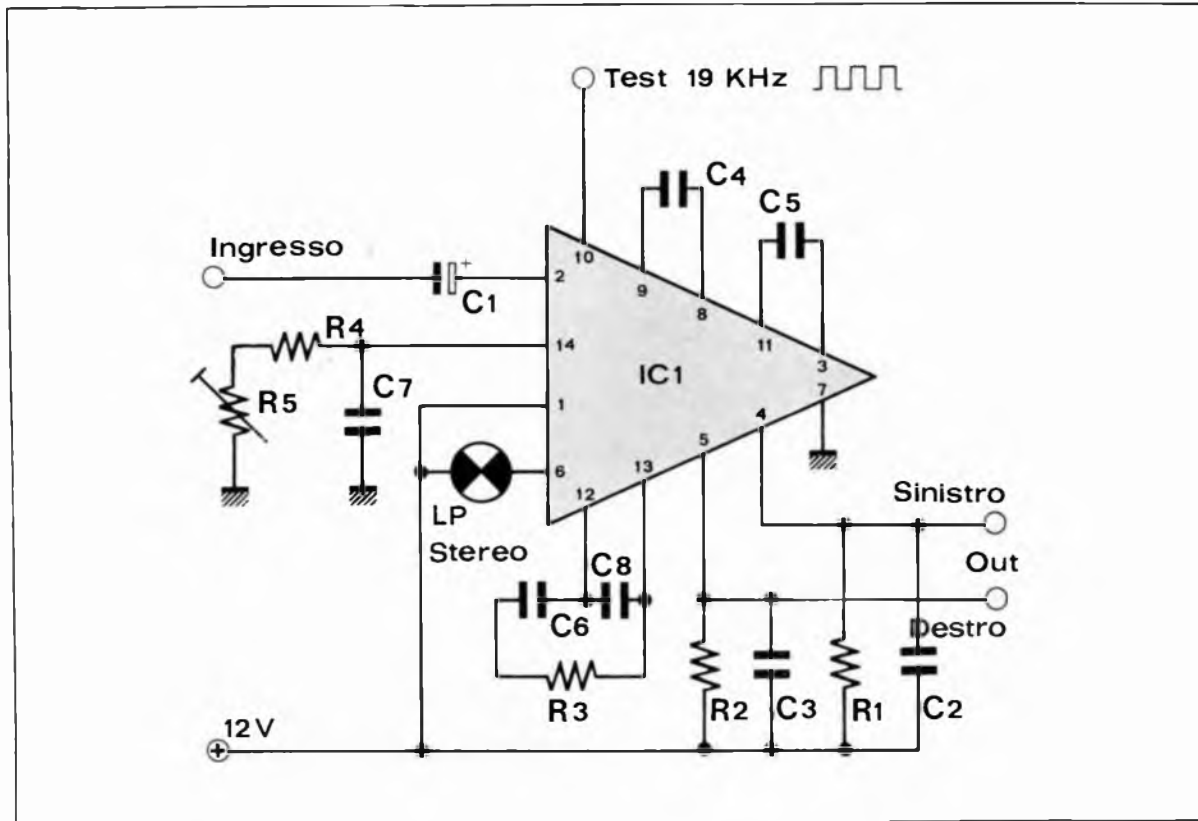 Test 19 KHz
C4
C5
Ingresso
+
C1
2
10
9
8
11
3
R4
14
IC1
7
R5
C7
1
4
5
6
13
12
LP
Stereo
Sinistro
C8
Out
C6
Destro
R3
R2
C3
R1
C2
12V
+